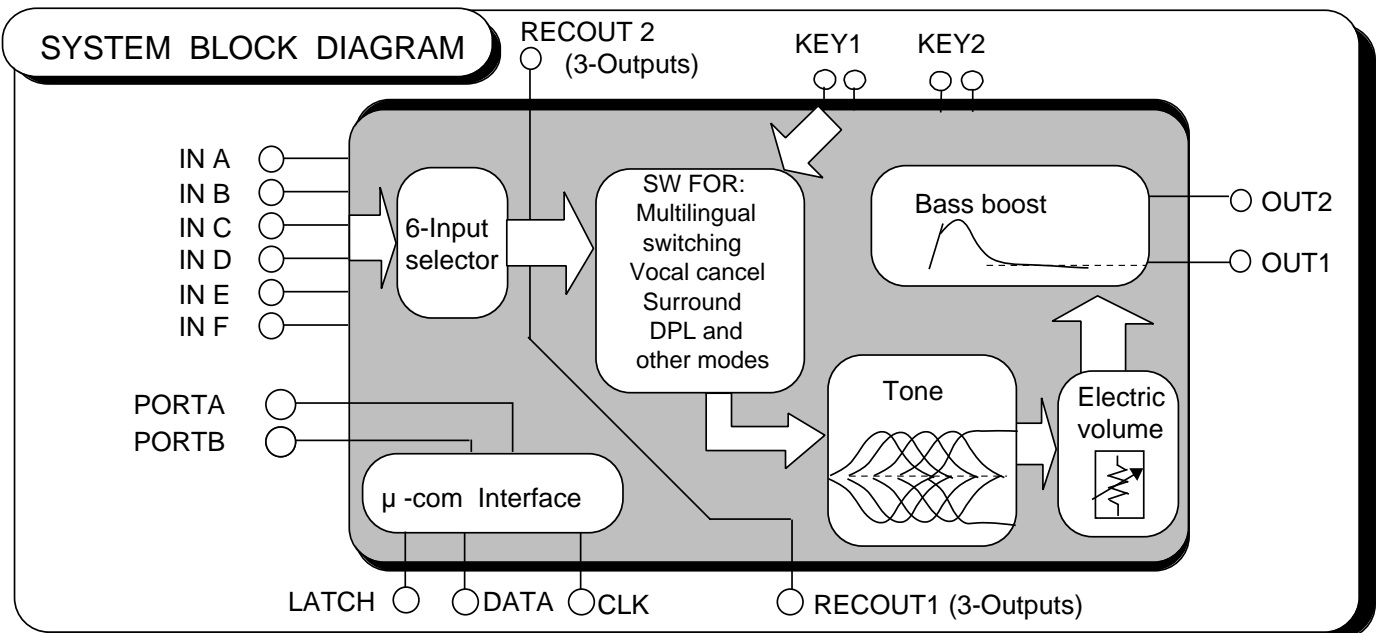 SYSTEM BLOCK DIAGRAM
RECOUT 2
(3-Outputs)
KEY1
KEY2
IN A
IN B
IN C
IN D
IN E
IN F
6-Input
selector
SW FOR:
Multilingual
switching
Vocal cancel
Surround
DPL and
other modes
Bass boost
OUT2
OUT1
Tone
Electric
volume
PORTA
PORTB
µ -com Interface
LATCH
DATA
CLK
RECOUT1 (3-Outputs)